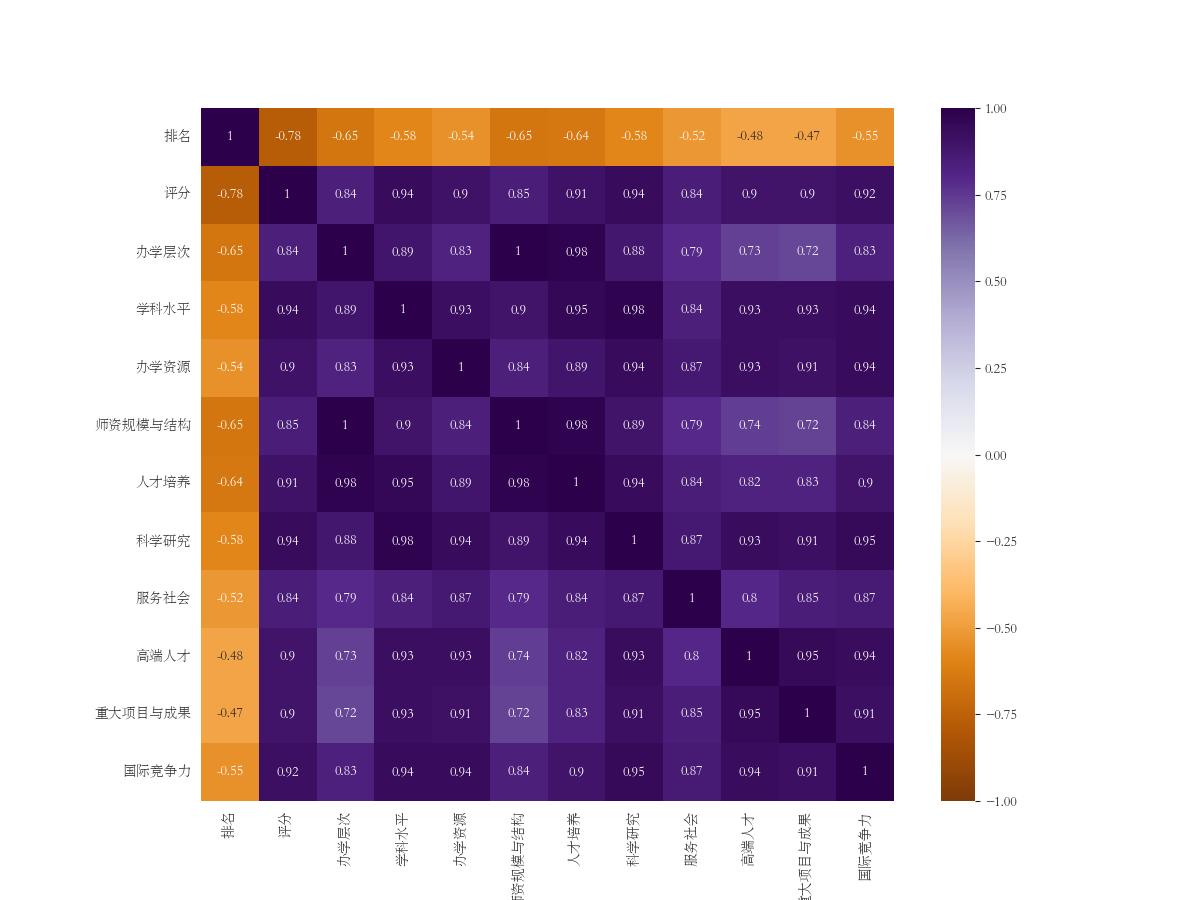 排名 1 -0.78 -0.65 -0.58 -0.54 -0.65 -0.64 -0.58 -0.52 -0.48 -0.47 -0.55
评分 -0.78 1 0.84 0.94 0.9 0.85 0.91 0.94 0.84 0.9 0.9 0.92
办学层次 -0.65 0.84 1 0.89 0.83 1 0.98 0.88 0.79 0.73 0.72 0.83
学科水平 -0.58 0.94 0.89 1 0.93 0.9 0.95 0.98 0.84 0.93 0.93 0.94
办学资源 -0.54 0.9 0.83 0.93 1 0.84 0.89 0.94 0.87 0.93 0.91 0.94
师资规模与结构 -0.65 0.85 1 0.9 0.84 1 0.98 0.89 0.79 0.74 0.72 0.84
人才培养 -0.64 0.91 0.98 0.95 0.89 0.98 1 0.94 0.84 0.82 0.83 0.9
科学研究 -0.58 0.94 0.88 0.98 0.94 0.89 0.94 1 0.87 0.93 0.91 0.95
服务社会 -0.52 0.84 0.79 0.84 0.87 0.79 0.84 0.87 1 0.8 0.85 0.87
高端人才 -0.48 0.9 0.73 0.93 0.93 0.74 0.82 0.93 0.8 1 0.95 0.94
重大项目与成果 -0.47 0.9 0.72 0.93 0.91 0.72 0.83 0.91 0.85 0.95 1 0.91
国际竞争力 -0.55 0.92 0.83 0.94 0.94 0.84 0.9 0.95 0.87 0.94 0.91 1
排名
评分
办学层次
学科水平
办学资源
师资规模与结构
人才培养
科学研究
服务社会
高端人才
重大项目与成果
国际竞争力
1.00
0.75
0.50
0.25
0.00
−0.25
−0.50
−0.75
−1.00